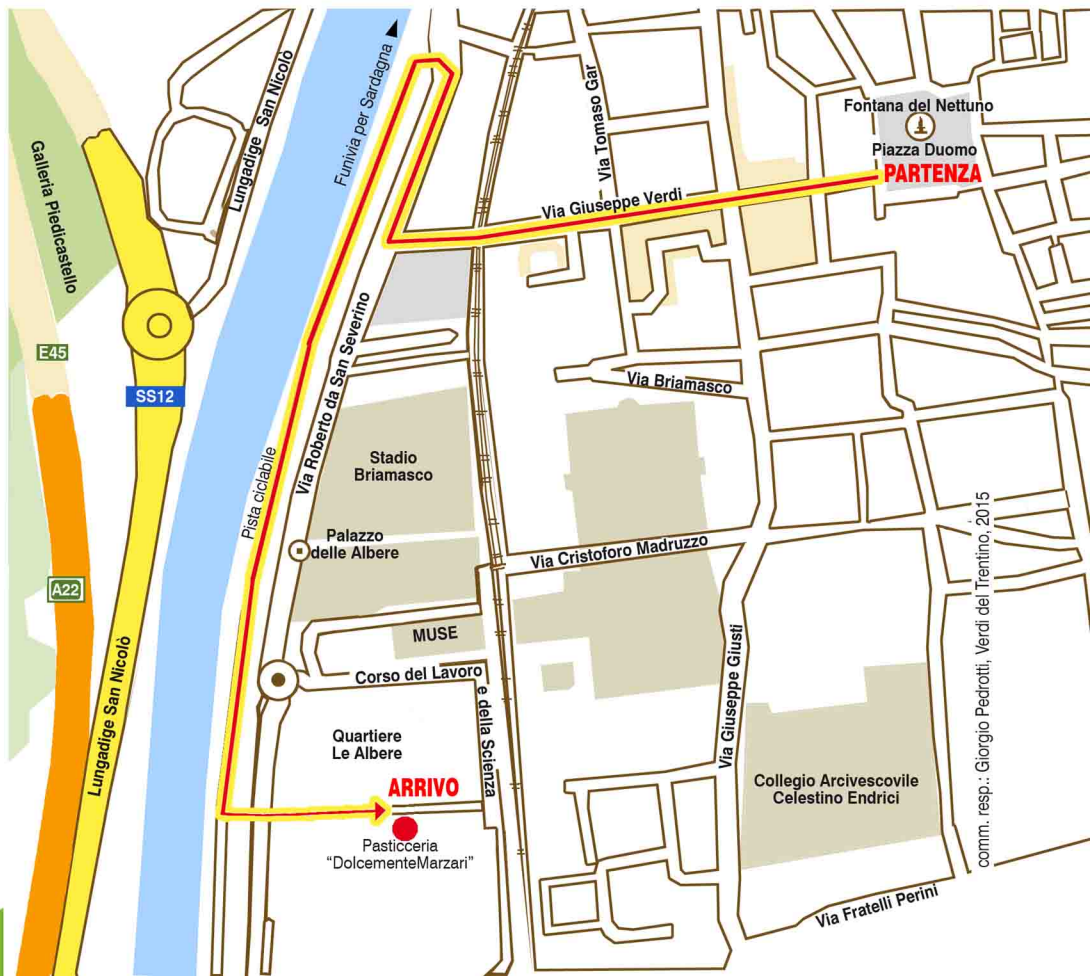 Lungadige San Nicolò
Funivia per Sardagna
Galleria Piedicastello
Via Tomaso Gar
Fontana del Nettuno
Piazza Duomo
PARTENZA
Via Giuseppe Verdi
E45
SS12
Via Roberto da San Severino
Via Briamasco
Pista ciclabile
Stadio
Briamasco
Palazzo
delle Albere
Via Cristoforo Madruzzo
A22
MUSE
Corso del Lavoro
e della Scienza
Lungadige San Nicolò
Quartiere
Le Albere
Via Giuseppe Giusti
ARRIVO
Collegio Arcivescovile
Celestino Endrici
Pasticceria
“DolcementeMarzari”
Via Fratelli Perini
comm. resp.: Giorgio Pedrotti, Verdi del Trentino, 2015